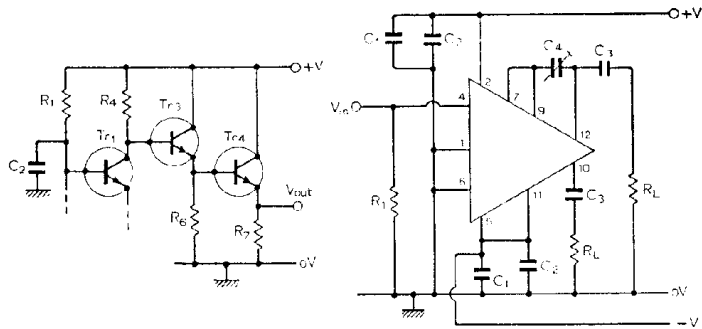 +V
R1
R4
Tr3
Tr1
Tr4
C2
Vout
R6
R7
0V
+V
C1
C2
C4
C3
2
7
9
4
Vin
12
1
10
6
R1
C3
RL
5
11
RL
C1
C2
0V
−V